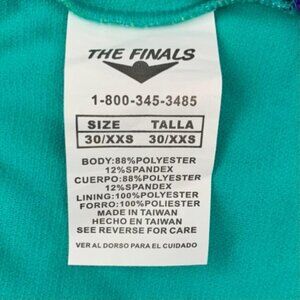 THE FINALS
1-800-345-3485
SIZE TALLA
30/XXS 30/XXS
BODY:88%POLYESTER
12%SPANDEX
CUERPO:88%POLIESTER
12%SPANDEX
LINING:100%POLYESTER
FORRO:100%POLIESTER
MADE IN TAIWAN
HECHO EN TAIWAN
SEE REVERSE FOR CARE
VER AL DORSO PARA EL CUIDADO